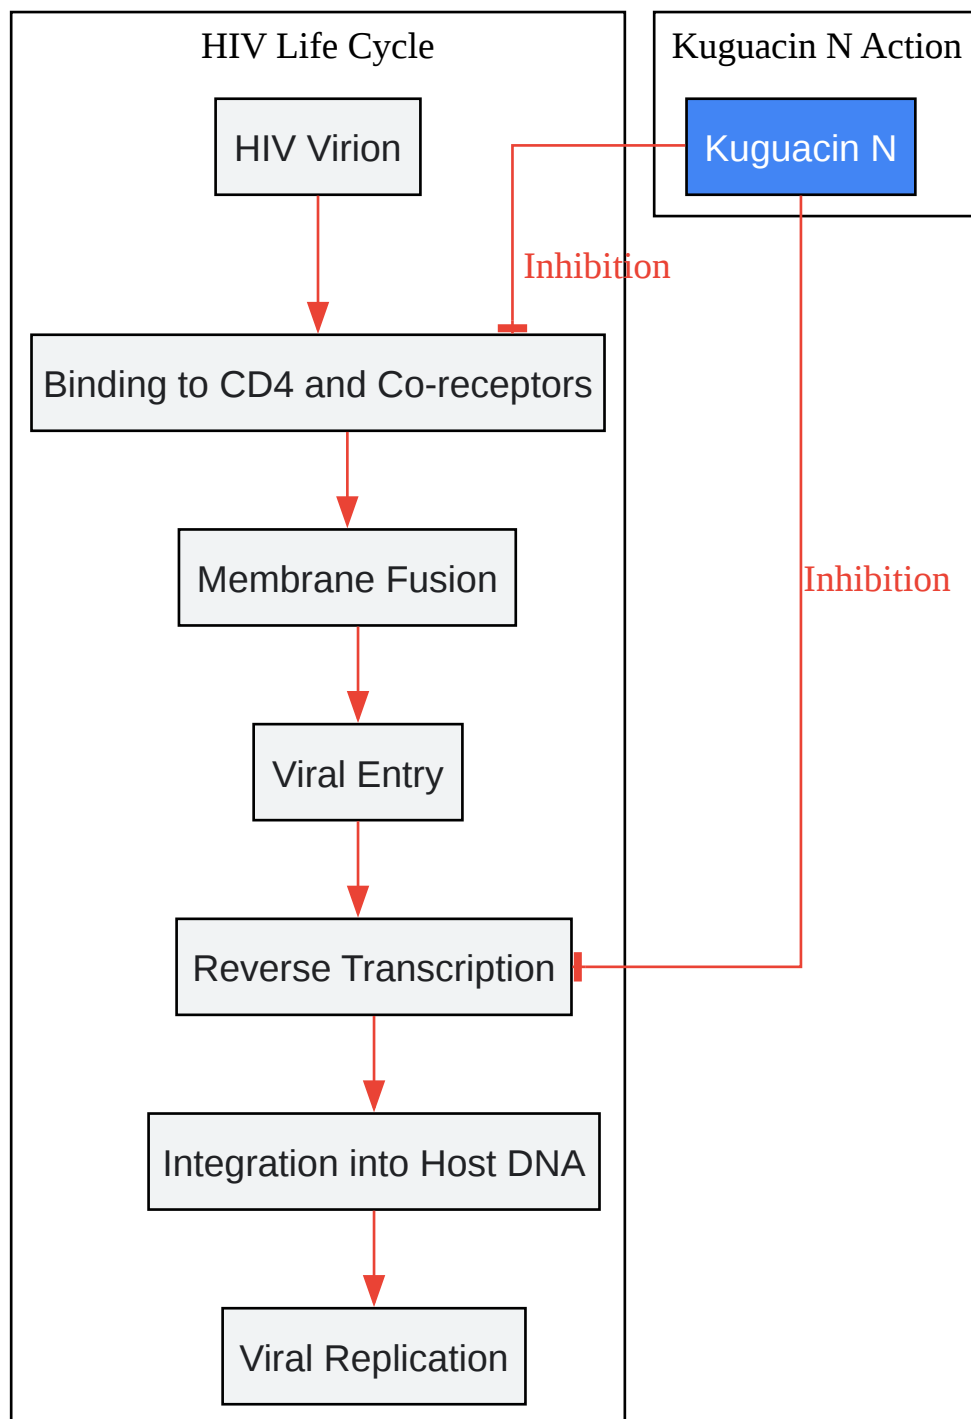 HIV Life Cycle
Kuguacin N Action
HIV Virion
Kuguacin N
Inhibition
Binding to CD4 and Co-receptors
Membrane Fusion
Inhibition
Viral Entry
Reverse Transcription
Integration into Host DNA
Viral Replication